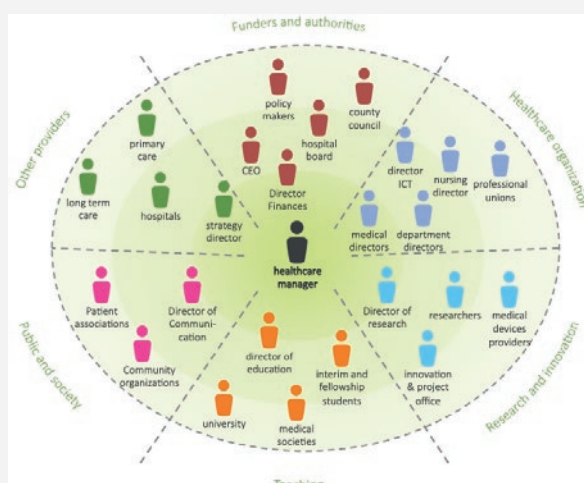 Funders and authorities
Other providers
Healthcare organization
policy
makers
county
council
primary
care
hospital
board
CEO
director
ICT
nursing
director
professional
unions
Director
Finances
long term
care
hospitals
strategy
director
medical
directors
department
directors
healthcare
manager
Patient
associations
Director of
Communi-
cation
Director of
research
researchers
medical
devices
providers
Community
organizations
director of
education
interim and
fellowship
students
innovation
& project
office
university
medical
societies
Public and society
Research and innovation